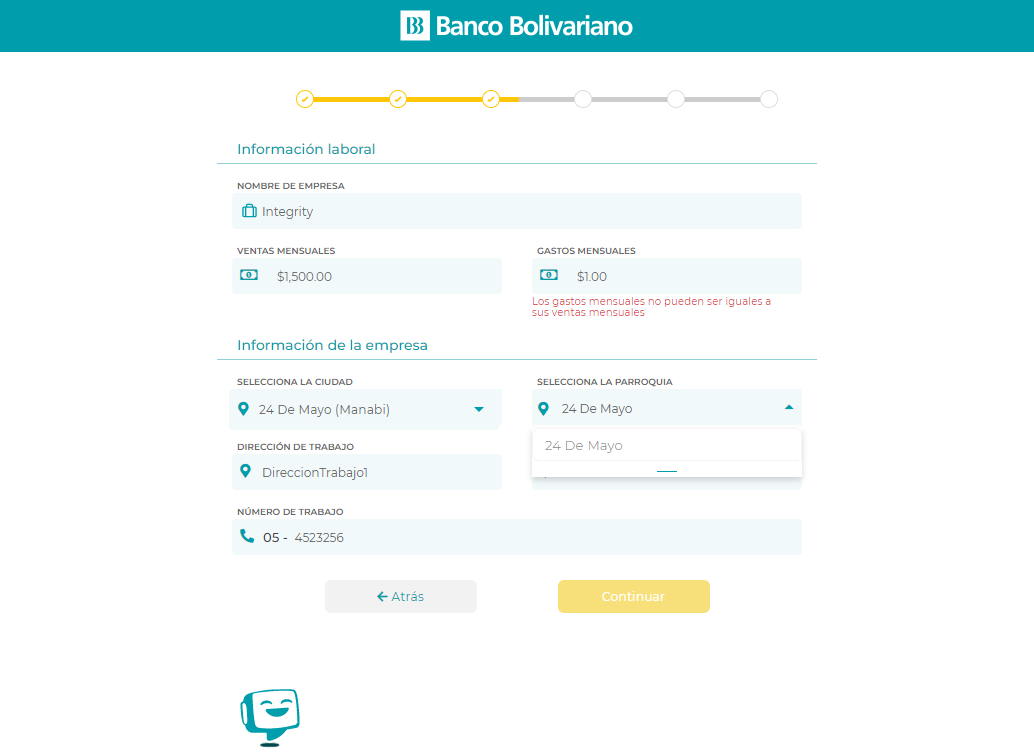 Banco Bolivariano
Información laboral
NOMBRE DE EMPRESA
Integrity
VENTAS MENSUALES
GASTOS MENSUALES
$1,500.00
$1.00
Los gastos mensuales no pueden ser iguales a
sus ventas mensuales
Información de la empresa
SELECCIONA LA CIUDAD
SELECCIONA LA PARROQUIA
24 De Mayo (Manabi)
24 De Mayo
24 De Mayo
DIRECCIÓN DE TRABAJO
DireccionTrabajo1
NÚMERO DE TRABAJO
05 - 4523256
Atrás
Continuar